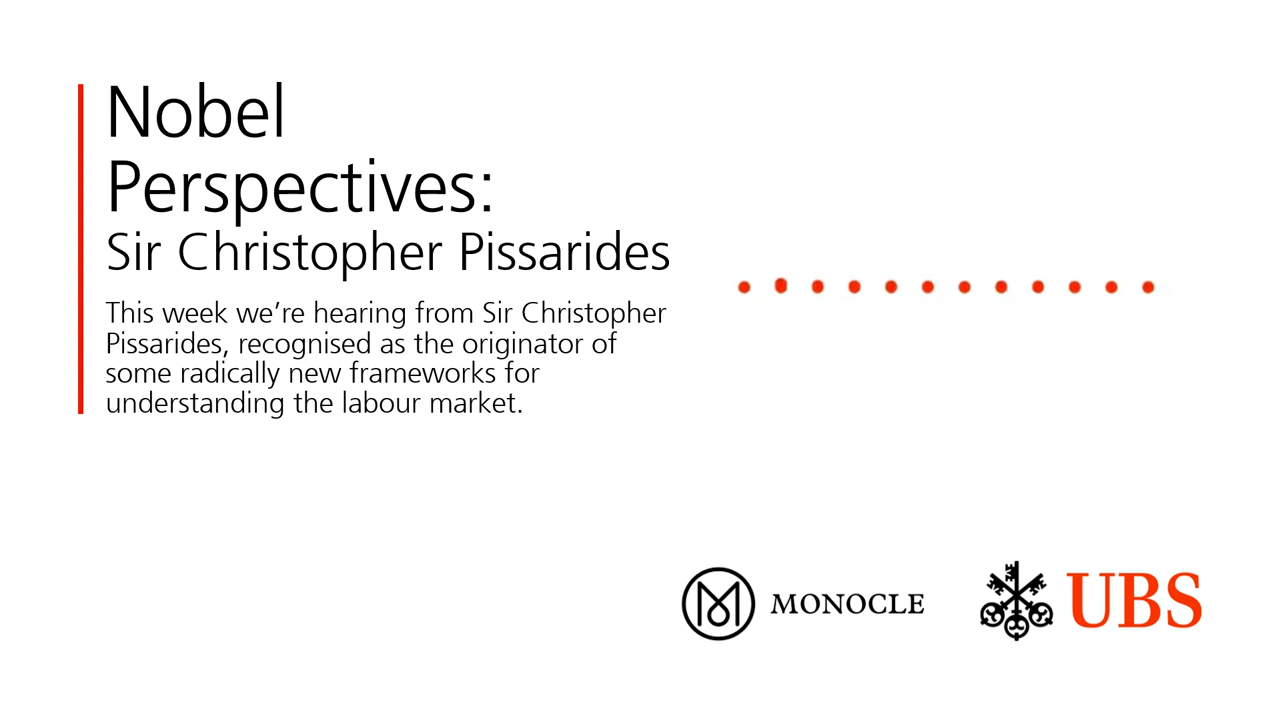 Nobel
Perspectives:
Sir Christopher Pissarides
This week we’re hearing from Sir Christopher
Pissarides, recognised as the originator of
some radically new frameworks for
understanding the labour market.
MONOCLE
UBS